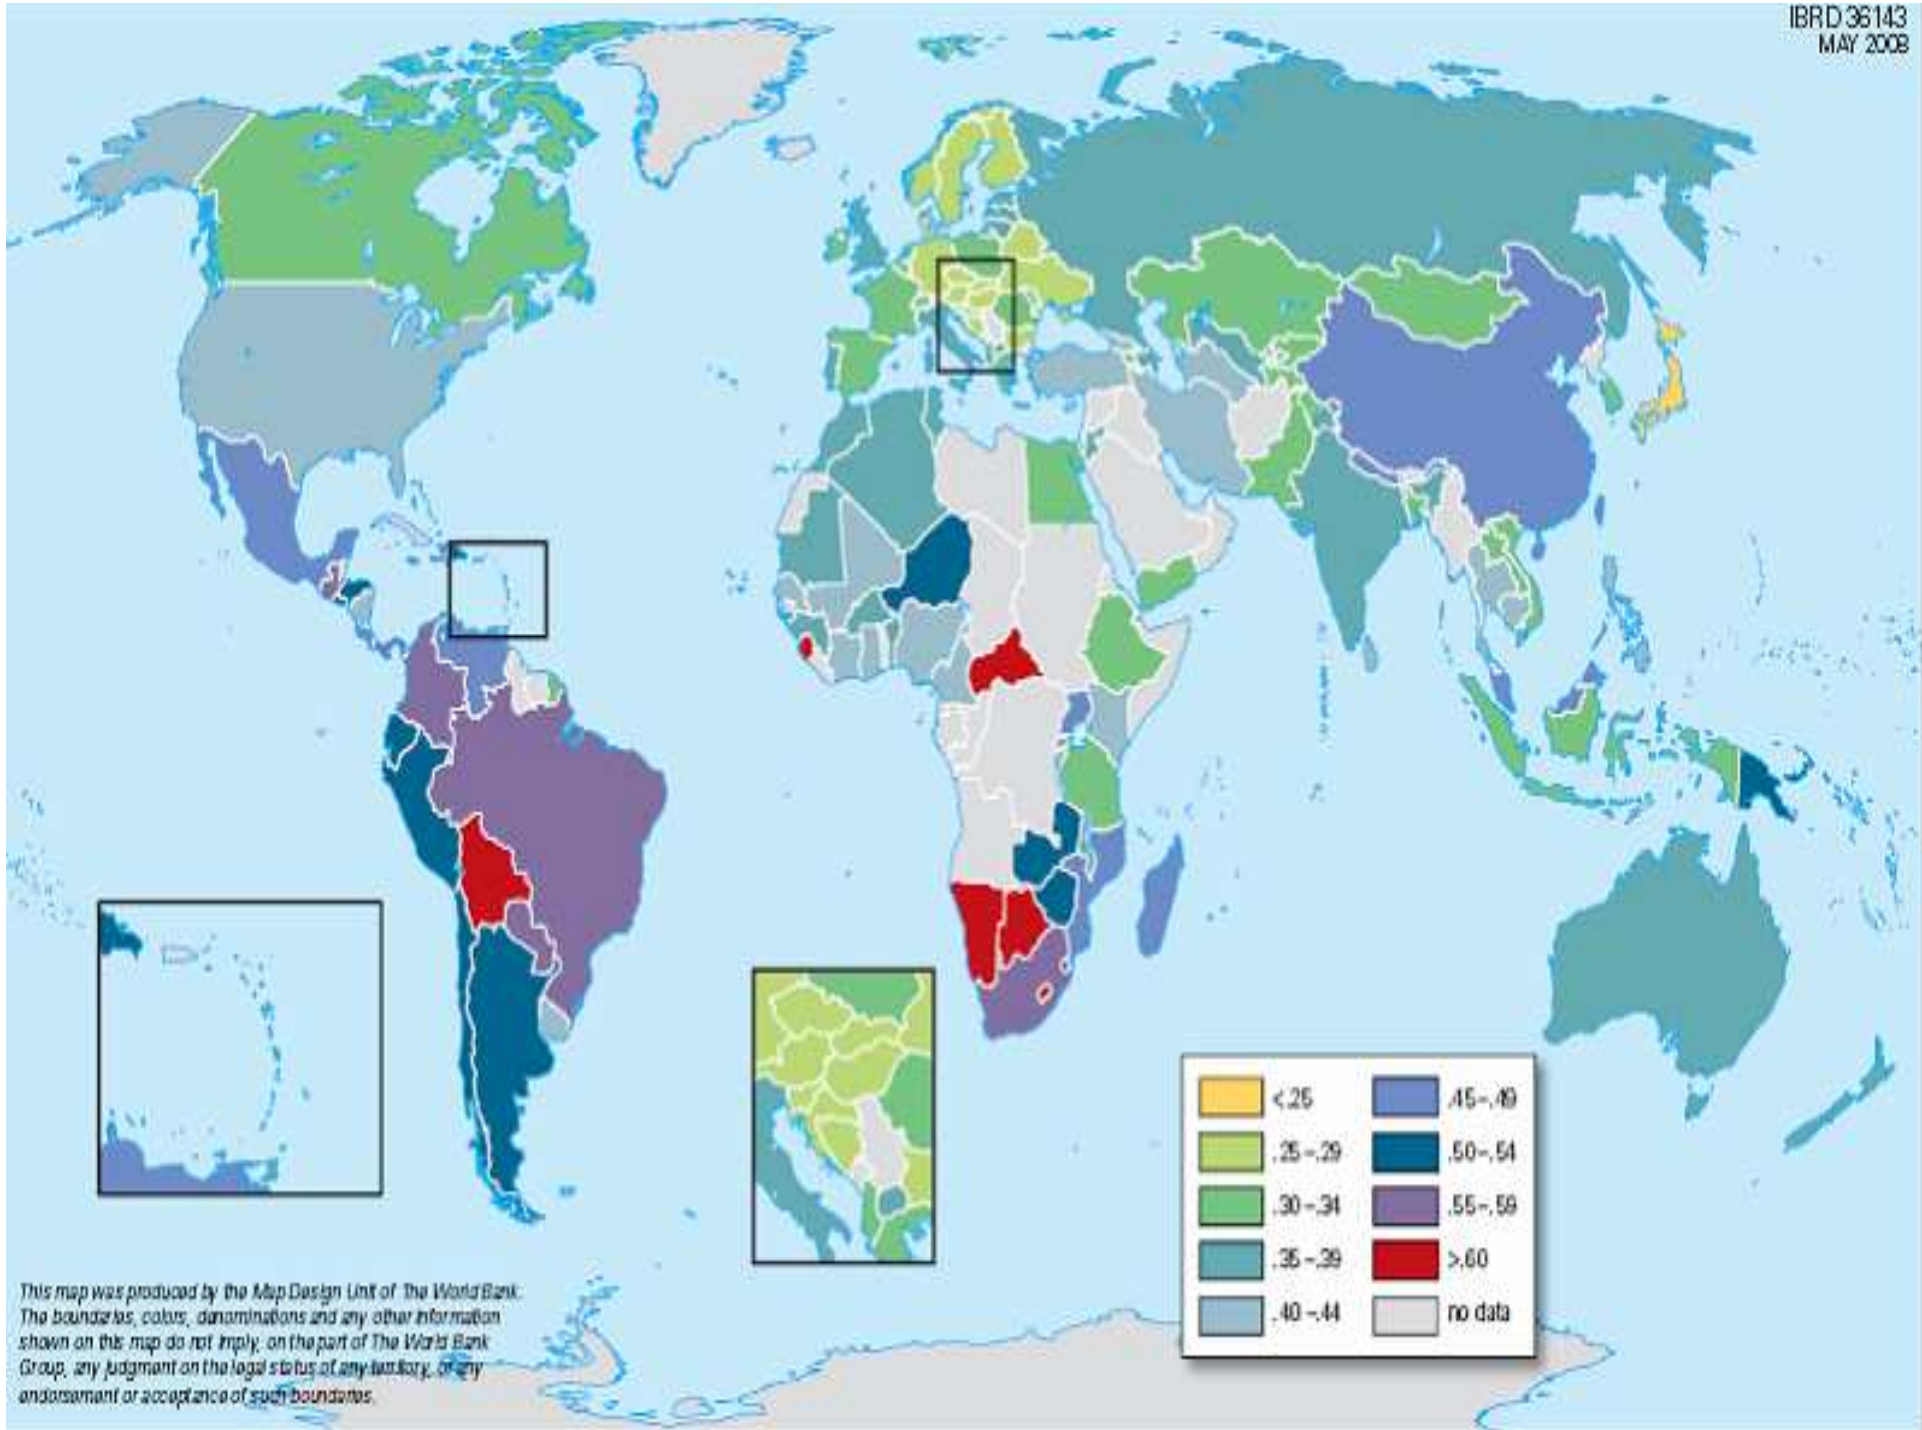 IBRD 36143
MAY 2008
<.25
.25–.29
.30–.34
.35–.39
.40–.44
.45–.49
.50–.54
.55–.59
>.60
no data
This map was produced by the Map Design Unit of The World Bank.
The boundaries, colors, denominations and any other information
shown on this map do not imply, on the part of The World Bank
Group, any judgment on the legal status of any territory, or any
endorsement or acceptance of such boundaries.